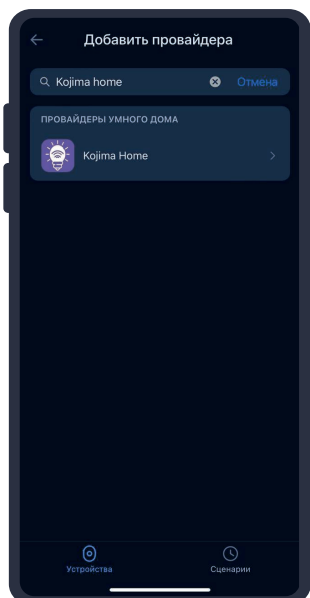 Добавить провайдера
Kojima home
Отмена
ПРОВАЙДЕРЫ УМНОГО ДОМА
Kojima Home
Устройства
Сценарии